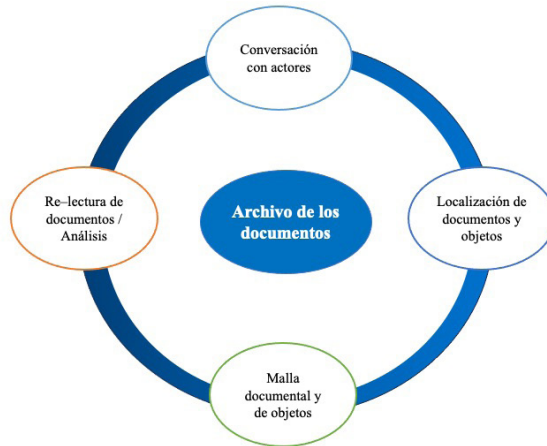 Conversación
con actores
Re–lectura de
documentos /
Análisis
Archivo de los
documentos
Localización de
documentos y
objetos
Malla
documental y
de objetos